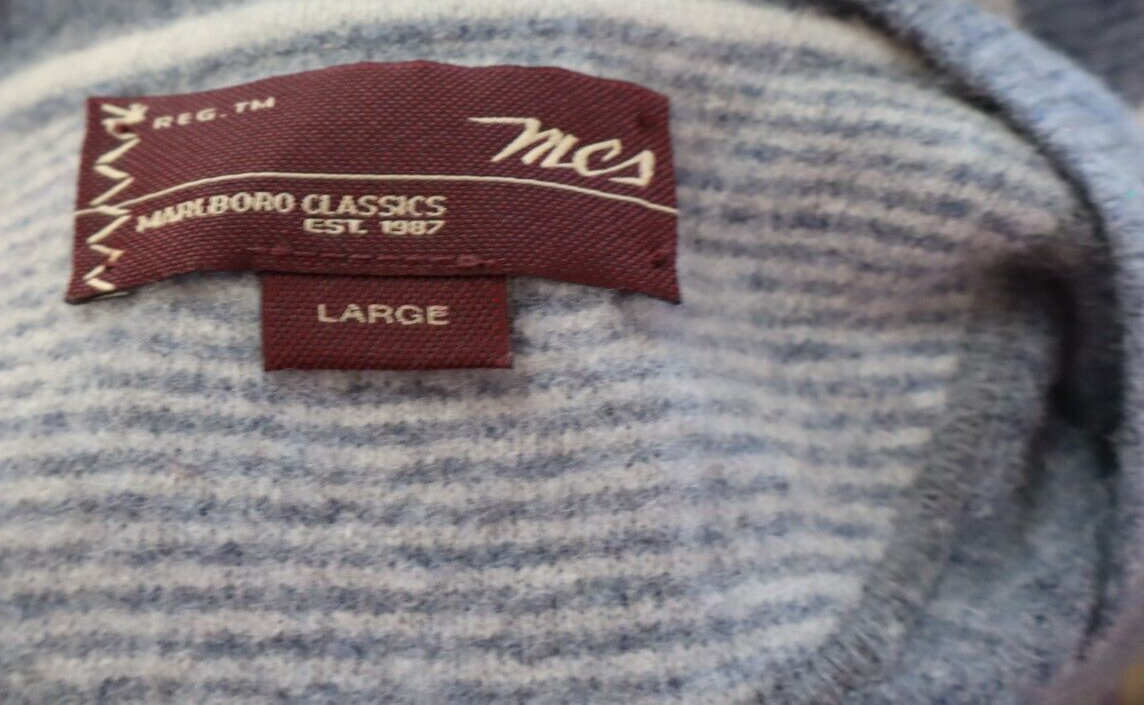 REG. TM
MCS
MARLBORO CLASSICS
EST. 1987
LARGE